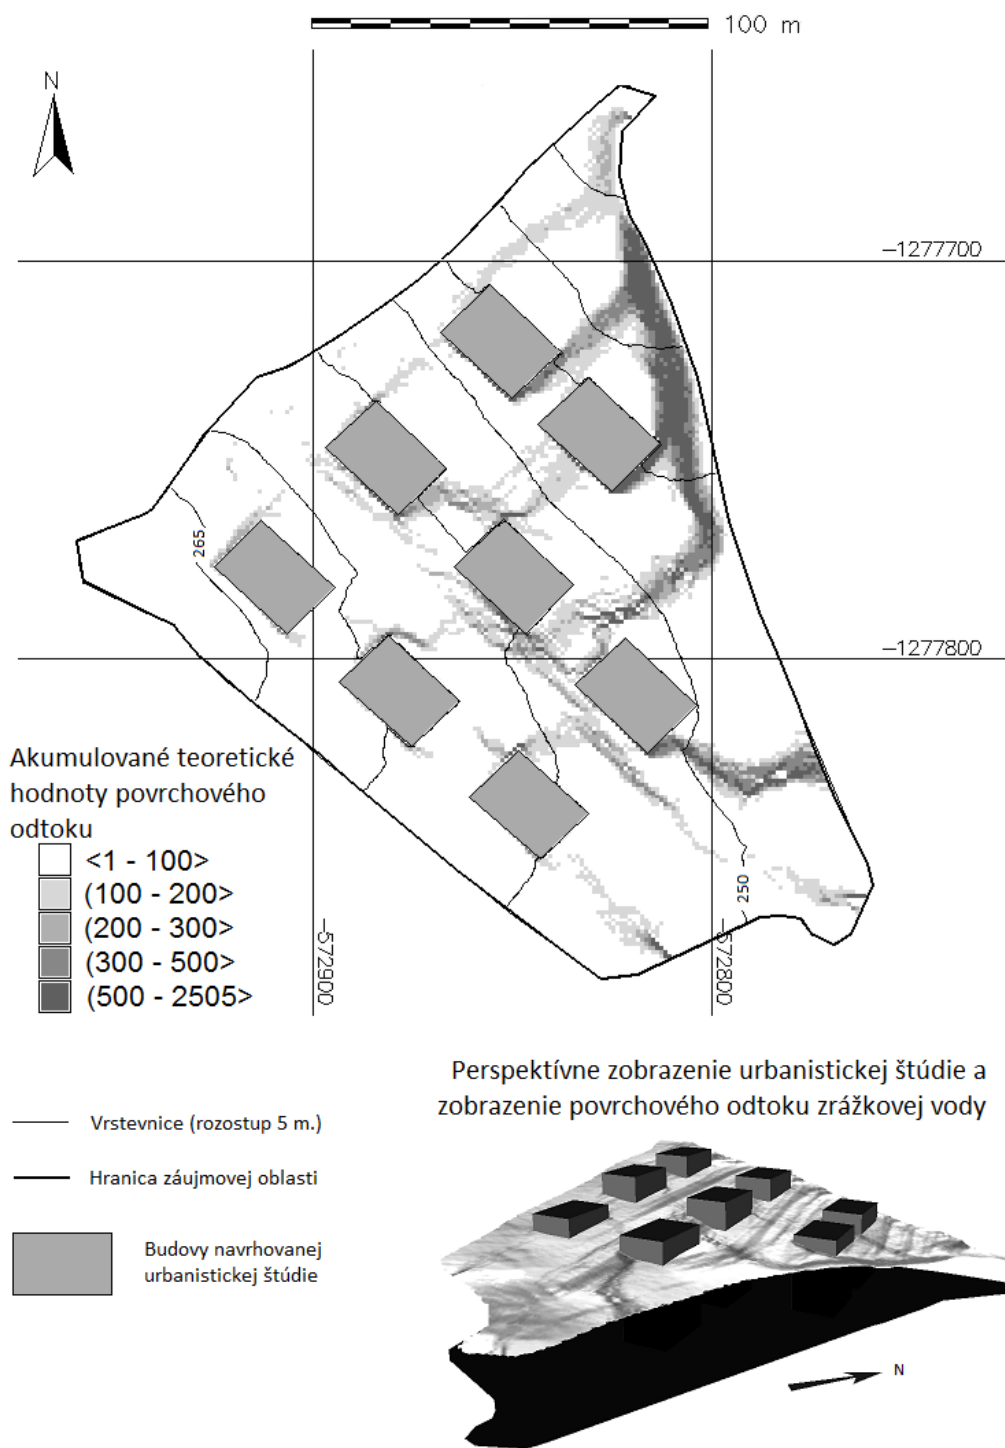 100 m
N
−1277700
265
−1277800
Akumulované teoretické
hodnoty povrchového
odtoku
<1 - 100>
(100 - 200>
(200 - 300>
(300 - 500>
(500 - 2505>
250
−572900
−572800
Perspektívne zobrazenie urbanistickej štúdie a
zobrazenie povrchového odtoku zrážkovej vody
Vrstevnice (rozostup 5 m.)
Hranica záujmovej oblasti
Budovy navrhovanej
urbanistickej štúdie
N